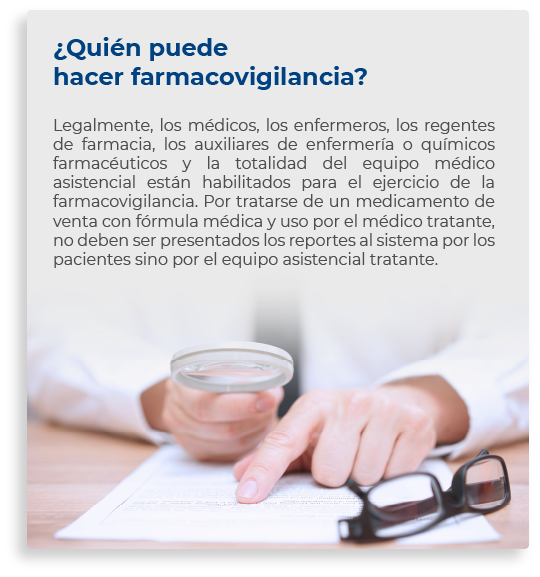 ¿Quién puede
hacer farmacovigilancia?
Legalmente, los médicos, los enfermeros, los regentes
de farmacia, los auxiliares de enfermería o químicos
farmacéuticos y la totalidad del equipo médico
asistencial están habilitados para el ejercicio de la
farmacovigilancia. Por tratarse de un medicamento de
venta con fórmula médica y uso por el médico tratante,
no deben ser presentados los reportes al sistema por los
pacientes sino por el equipo asistencial tratante.